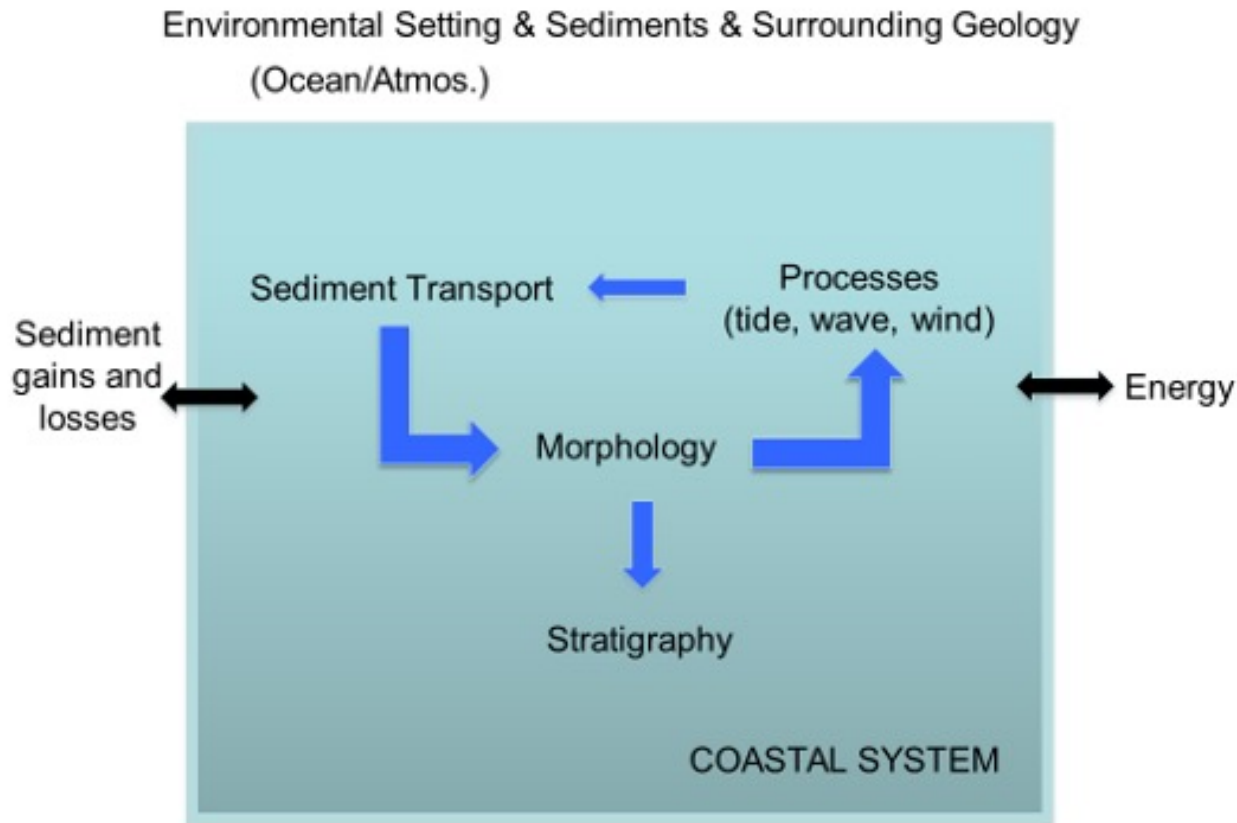 Environmental Setting & Sediments & Surrounding Geology
(Ocean/Atmos.)
Sediment Transport
Processes
(tide, wave, wind)
Sediment
gains and
losses
Energy
Morphology
Stratigraphy
COASTAL SYSTEM